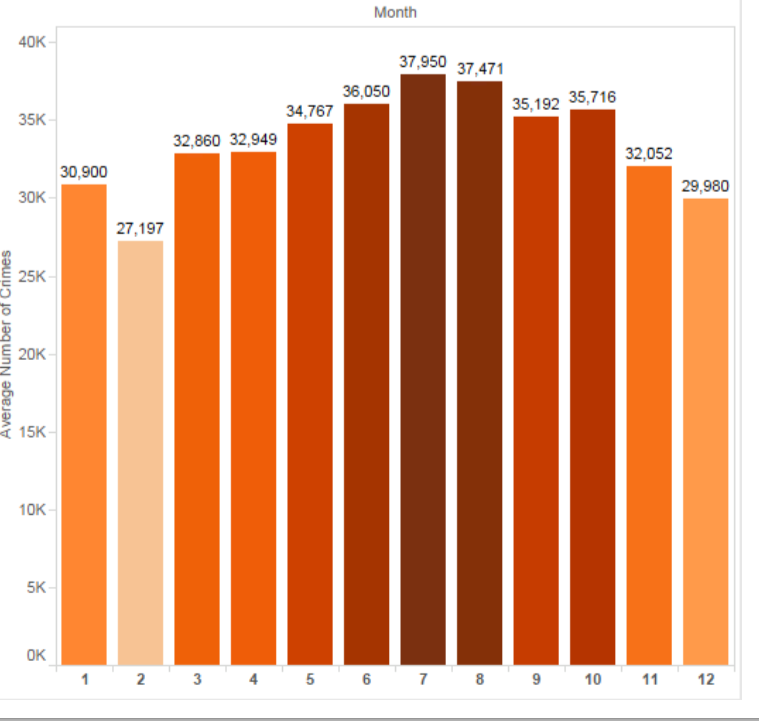 Month
40K
35K
30K
25K
20K
15K
10K
5K
0K
Average Number of Crimes
30,900
27,197
32,860
32,949
34,767
36,050
37,950
37,471
35,192
35,716
32,052
29,980
1 2 3 4 5 6 7 8 9 10 11 12